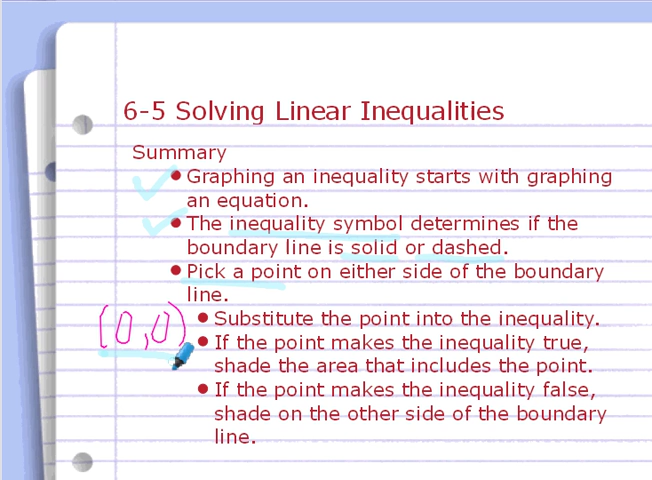 6-5 Solving Linear Inequalities
Summary
• Graphing an inequality starts with graphing
an equation.
• The inequality symbol determines if the
boundary line is solid or dashed.
• Pick a point on either side of the boundary
line.
(0,0)
• Substitute the point into the inequality.
• If the point makes the inequality true,
shade the area that includes the point.
• If the point makes the inequality false,
shade on the other side of the boundary
line.